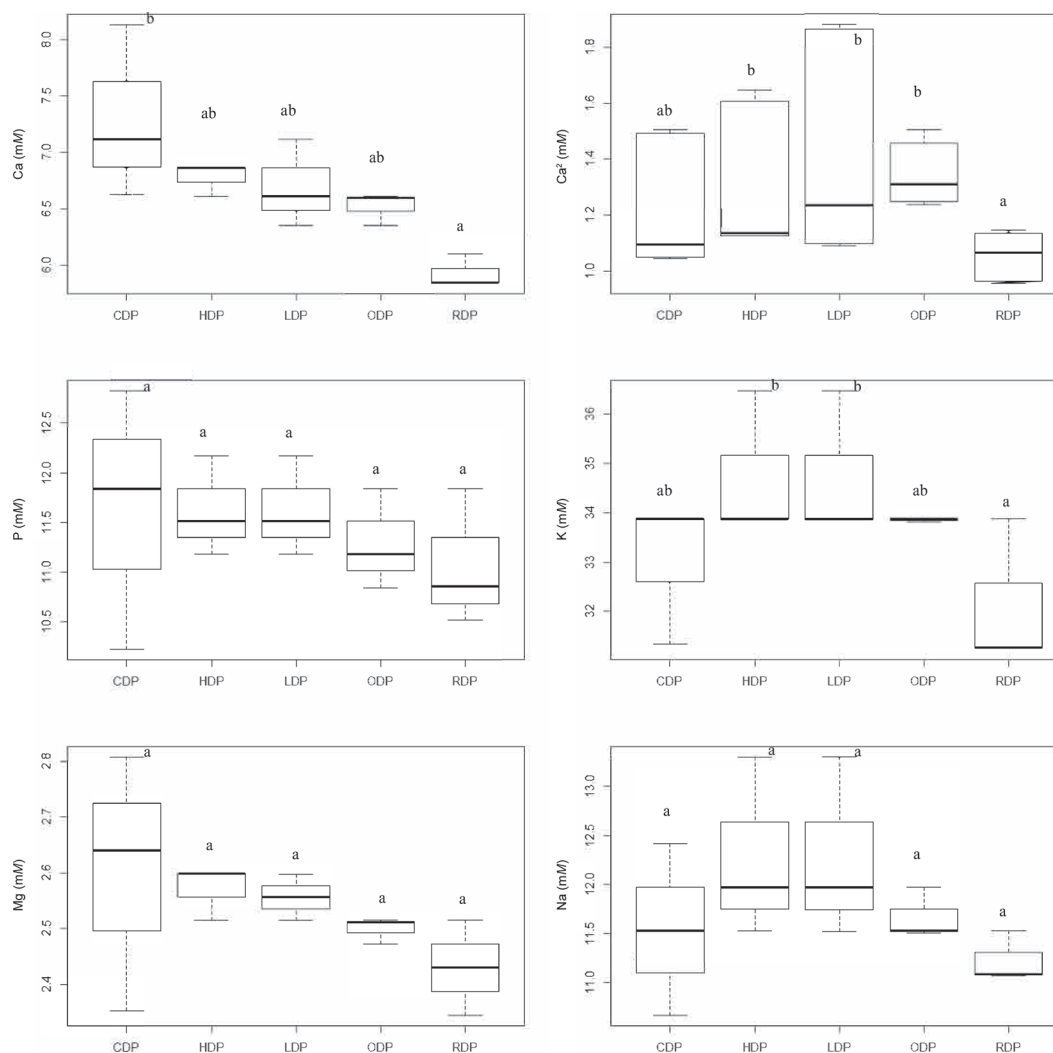 Ca (mM)
8.0
7.5
7.0
6.5
6.0
b
ab
ab
ab
a
CDP HDP LDP ODP RDP
Ca² (mM)
1.8
1.6
1.4
1.2
1.0
ab
b
b
b
a
CDP HDP LDP ODP RDP
P (mM)
12.5
12.0
11.5
11.0
10.5
a
a
a
a
a
CDP HDP LDP ODP RDP
K (mM)
36
35
34
32
32
ab
b
b
ab
a
CDP HDP LDP ODP RDP
Mg (mM)
2.8
2.7
2.6
2.5
2.4
a
a
a
a
a
CDP HDP LDP ODP RDP
Na (mM)
13.0
12.5
12.0
11.5
11.0
a
a
a
a
a
CDP HDP LDP ODP RDP